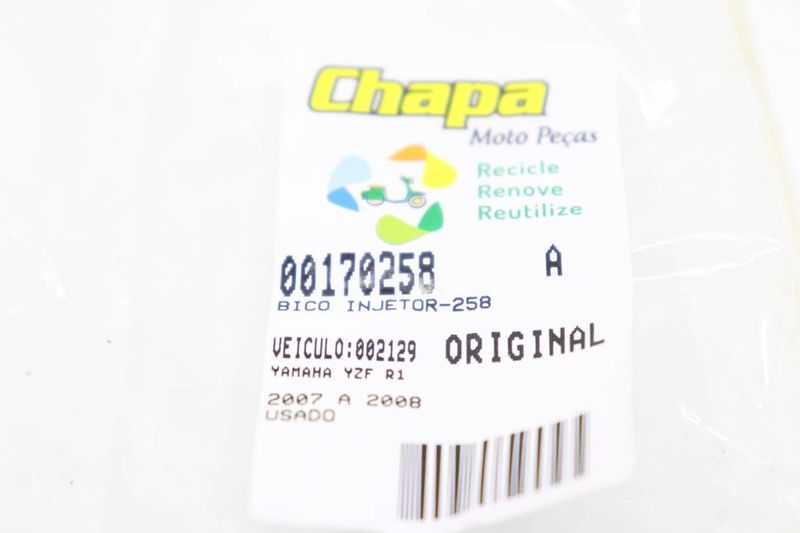 Chapa
Moto Peças
Recicle
Renove
Reutilize
00170258 A
BICO INJETOR-258
VEICULO:002129 ORIGINAL
YAMAHA YZF R1
2007 A 2008
USADO